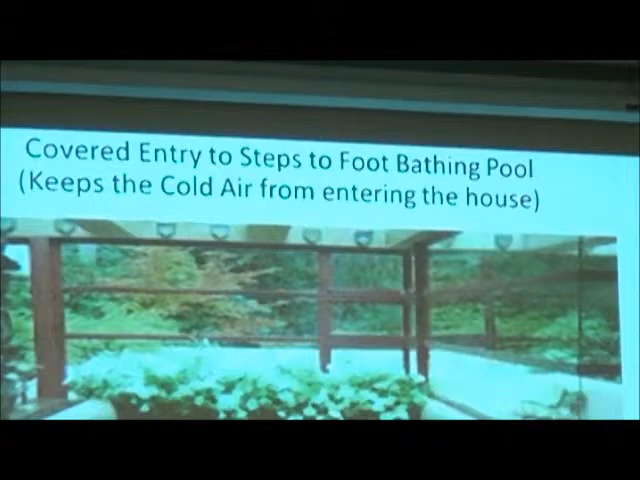 Covered Entry to Steps to Foot Bathing Pool
(Keeps the Cold Air from entering the house)